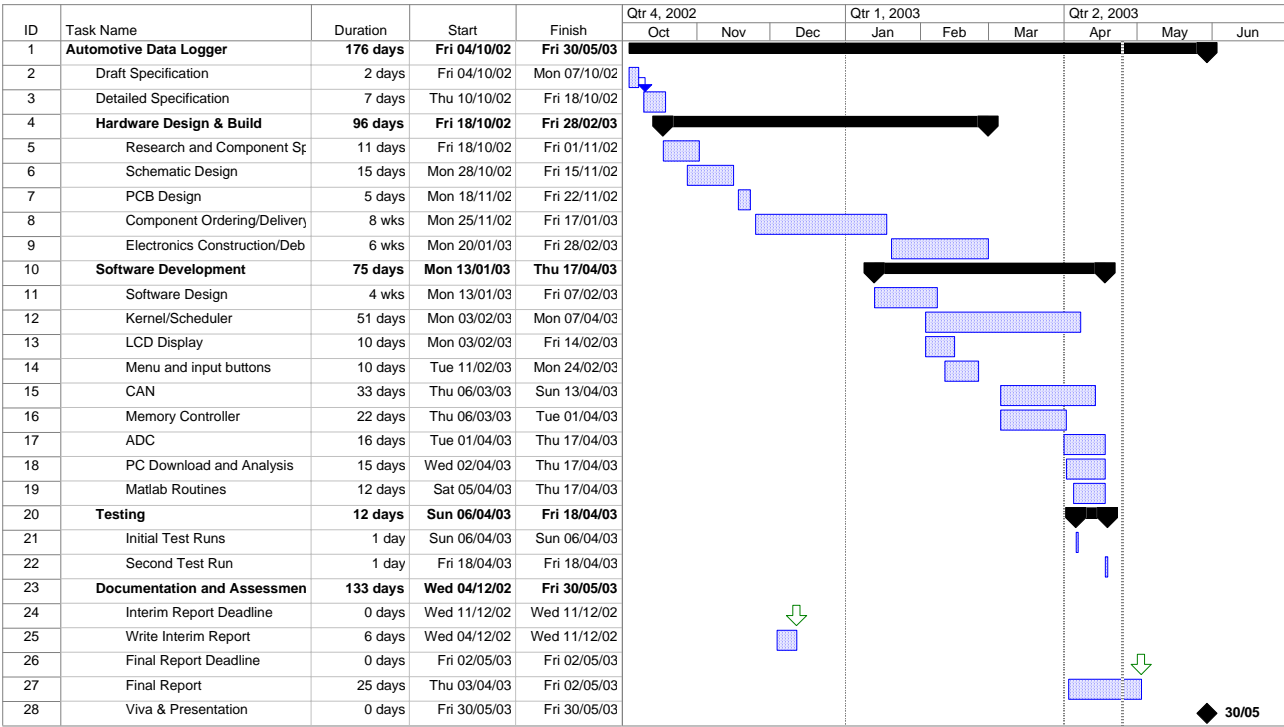 Qtr 4, 2002 Qtr 1, 2003 Qtr 2, 2003
ID Task Name Duration Start Finish Oct Nov Dec Jan Feb Mar Apr May Jun
1 Automotive Data Logger 176 days Fri 04/10/02 Fri 30/05/03
2 Draft Specification 2 days Fri 04/10/02 Mon 07/10/02
3 Detailed Specification 7 days Thu 10/10/02 Fri 18/10/02
4 Hardware Design & Build 96 days Fri 18/10/02 Fri 28/02/03
5 Research and Component Sp 11 days Fri 18/10/02 Fri 01/11/02
6 Schematic Design 15 days Mon 28/10/02 Fri 15/11/02
7 PCB Design 5 days Mon 18/11/02 Fri 22/11/02
8 Component Ordering/Delivery 8 wks Mon 25/11/02 Fri 17/01/03
9 Electronics Construction/Deb 6 wks Mon 20/01/03 Fri 28/02/03
10 Software Development 75 days Mon 13/01/03 Thu 17/04/03
11 Software Design 4 wks Mon 13/01/03 Fri 07/02/03
12 Kernel/Scheduler 51 days Mon 03/02/03 Mon 07/04/03
13 LCD Display 10 days Mon 03/02/03 Fri 14/02/03
14 Menu and input buttons 10 days Tue 11/02/03 Mon 24/02/03
15 CAN 33 days Thu 06/03/03 Sun 13/04/03
16 Memory Controller 22 days Thu 06/03/03 Tue 01/04/03
17 ADC 16 days Tue 01/04/03 Thu 17/04/03
18 PC Download and Analysis 15 days Wed 02/04/03 Thu 17/04/03
19 Matlab Routines 12 days Sat 05/04/03 Thu 17/04/03
20 Testing 12 days Sun 06/04/03 Fri 18/04/03
21 Initial Test Runs 1 day Sun 06/04/03 Sun 06/04/03
22 Second Test Run 1 day Fri 18/04/03 Fri 18/04/03
23 Documentation and Assessmen 133 days Wed 04/12/02 Fri 30/05/03
24 Interim Report Deadline 0 days Wed 11/12/02 Wed 11/12/02
25 Write Interim Report 6 days Wed 04/12/02 Wed 11/12/02
26 Final Report Deadline 0 days Fri 02/05/03 Fri 02/05/03
27 Final Report 25 days Thu 03/04/03 Fri 02/05/03
28 Viva & Presentation 0 days Fri 30/05/03 Fri 30/05/03 30/05